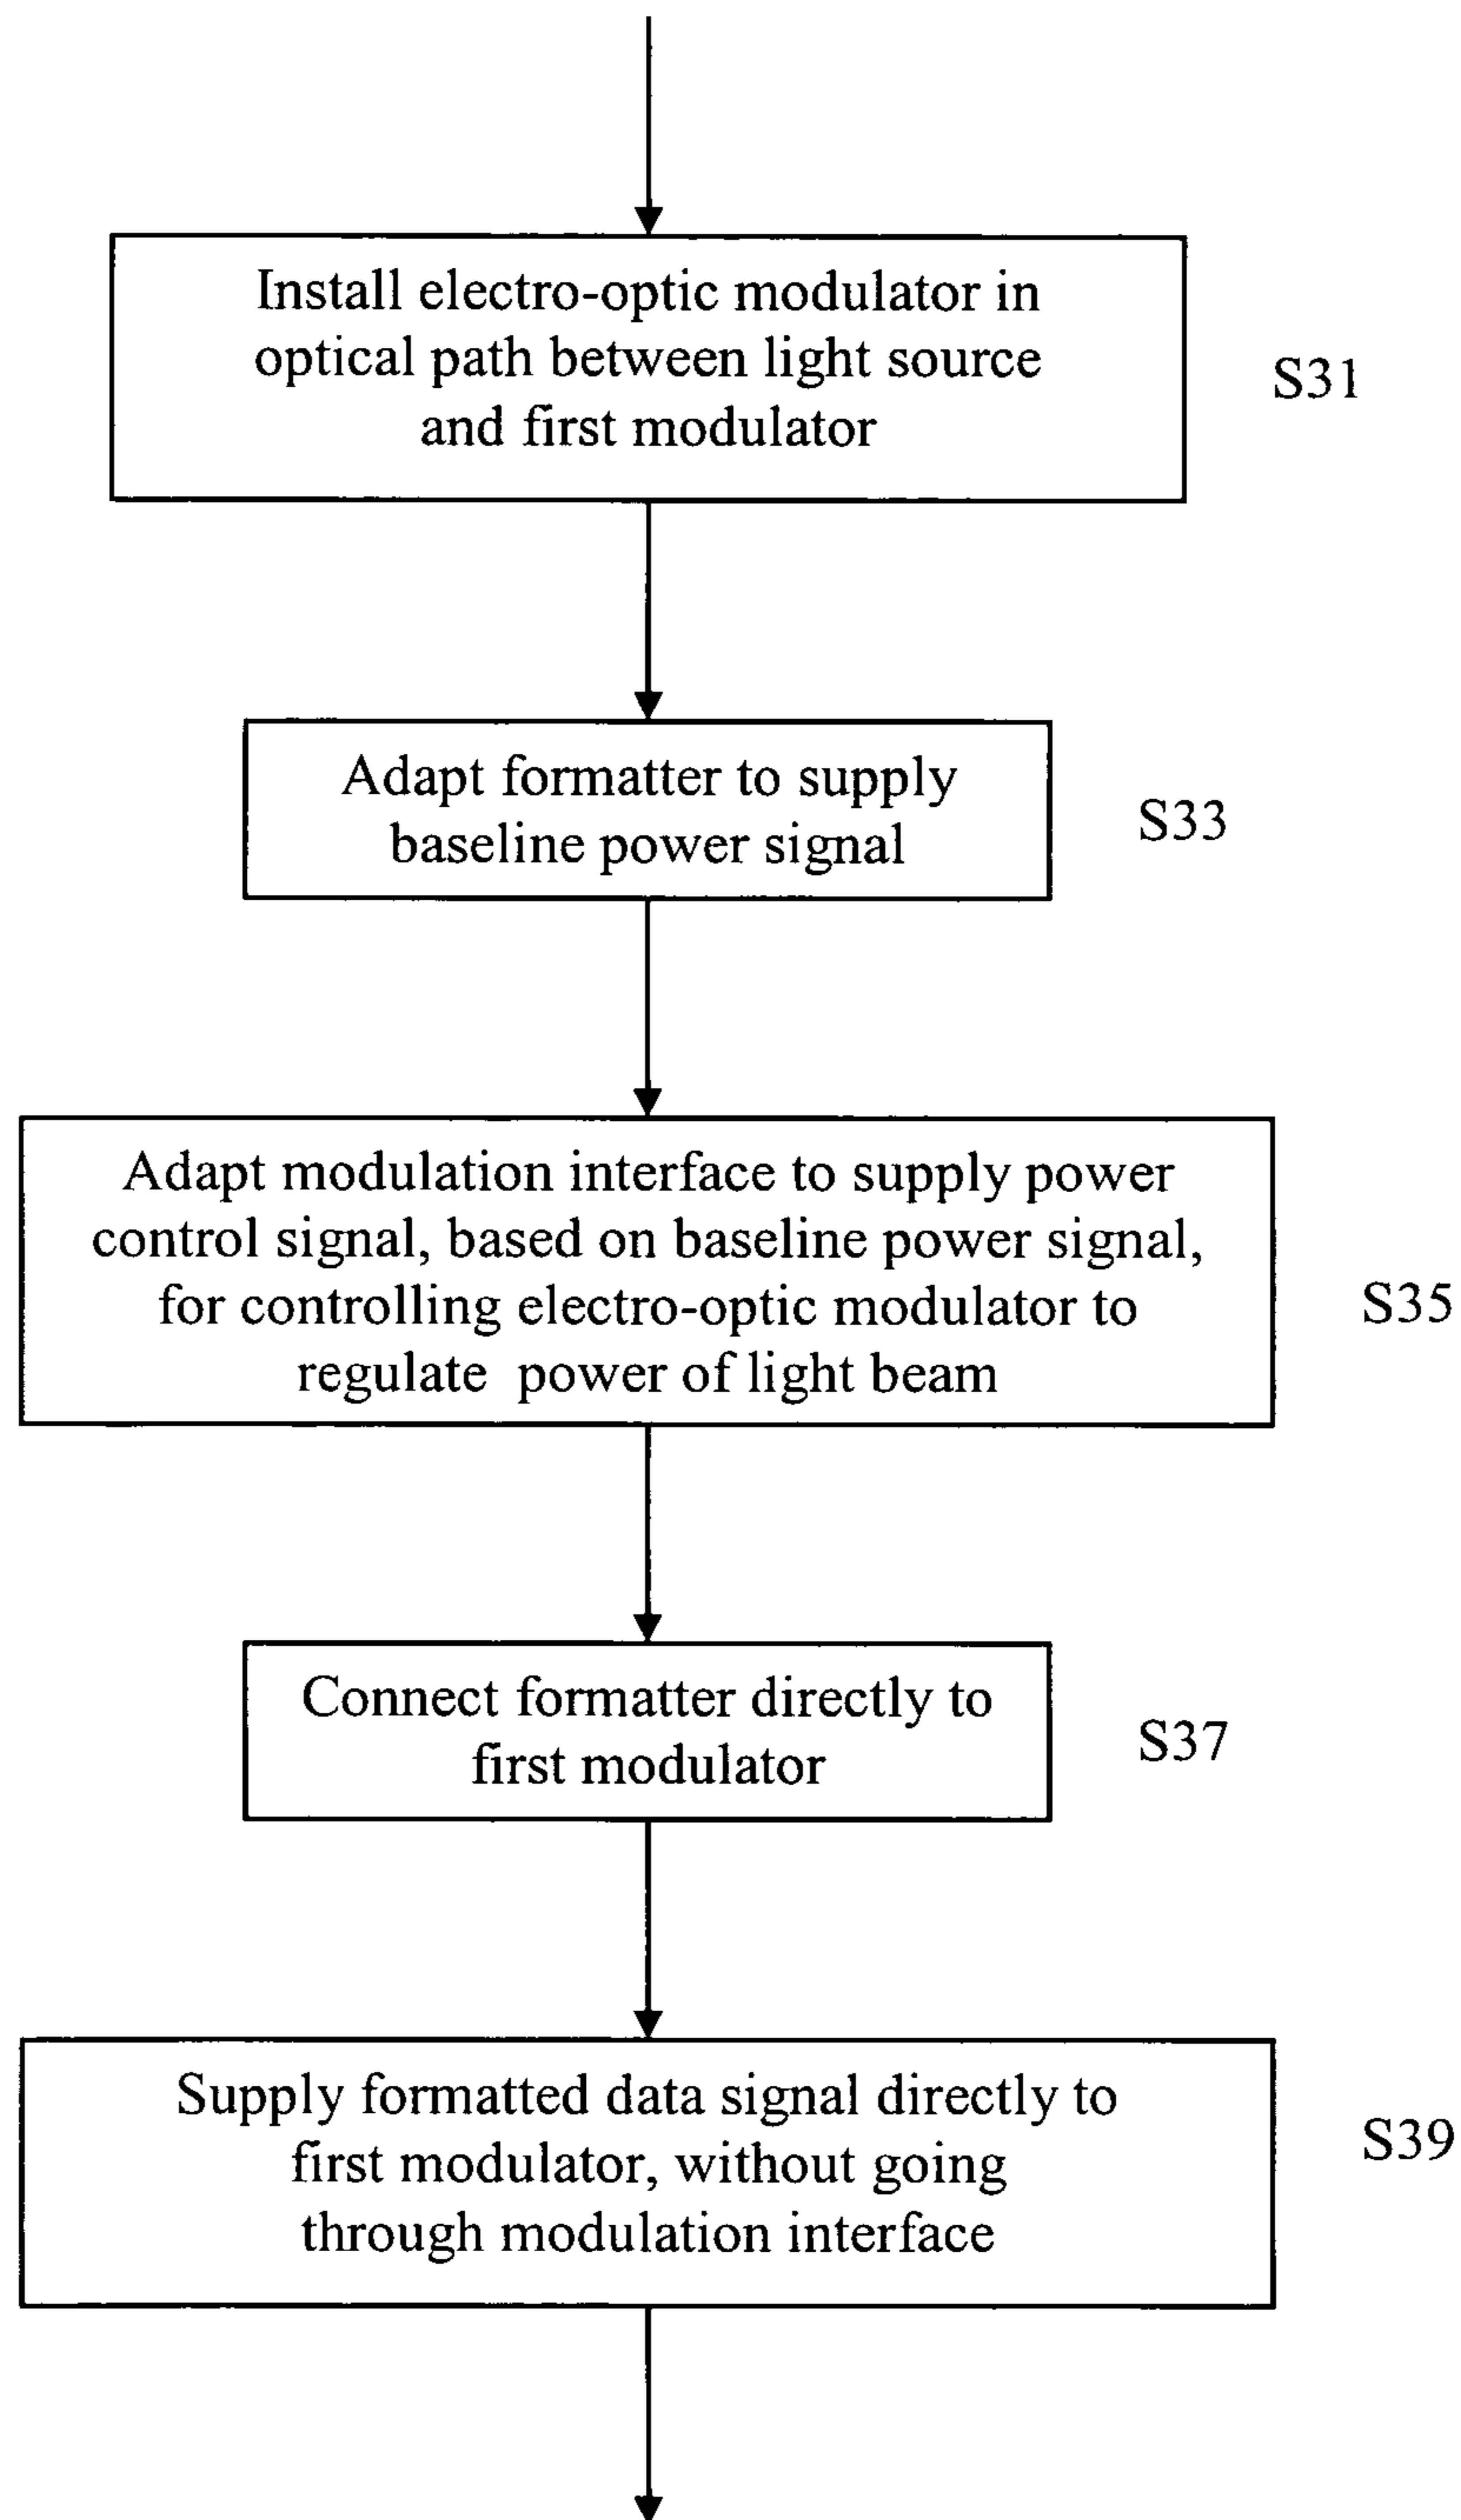 Install electro-optic modulator in
optical path between light source
and first modulator
S31
Adapt formatter to supply
baseline power signal
S33
Adapt modulation interface to supply power
control signal, based on baseline power signal,
for controlling electro-optic modulator to
regulate power of light beam
S35
Connect formatter directly to
first modulator
S37
Supply formatted data signal directly to
first modulator, without going
through modulation interface
S39